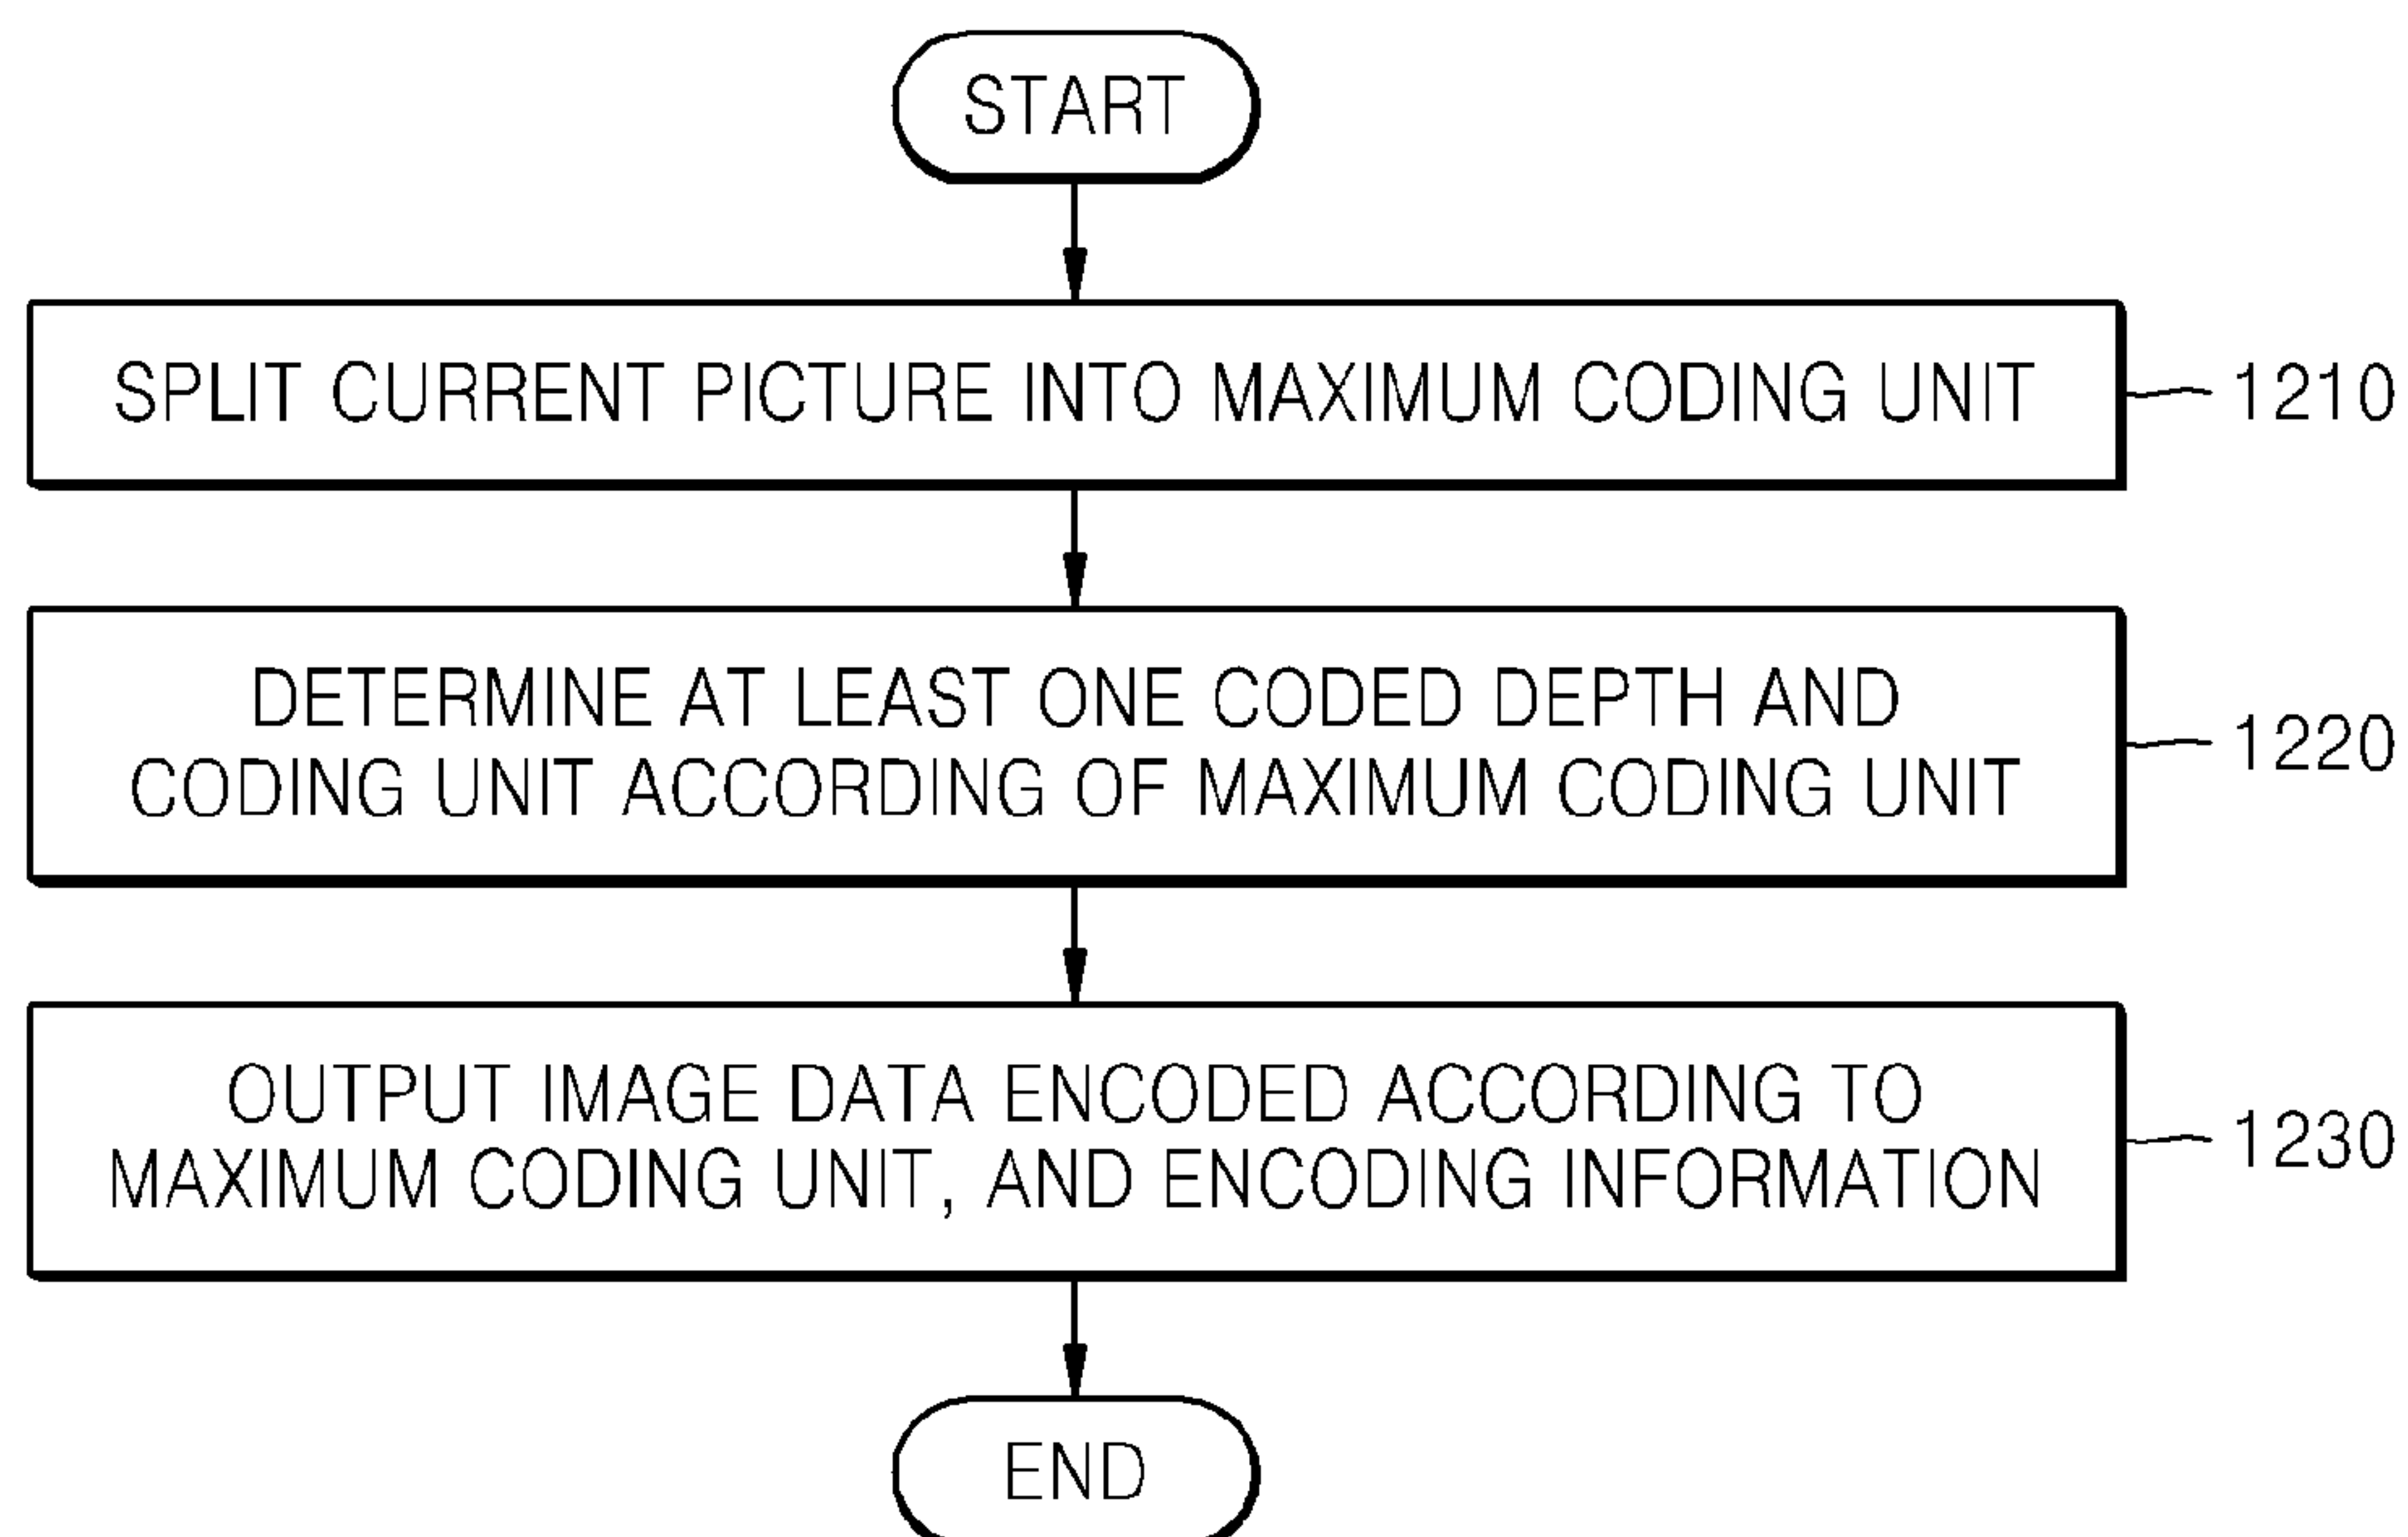 START
SPLIT CURRENT PICTURE INTO MAXIMUM CODING UNIT
1210
DETERMINE AT LEAST ONE CODED DEPTH AND
CODING UNIT ACCORDING OF MAXIMUM CODING UNIT
1220
OUTPUT IMAGE DATA ENCODED ACCORDING TO
MAXIMUM CODING UNIT, AND ENCODING INFORMATION
1230
END